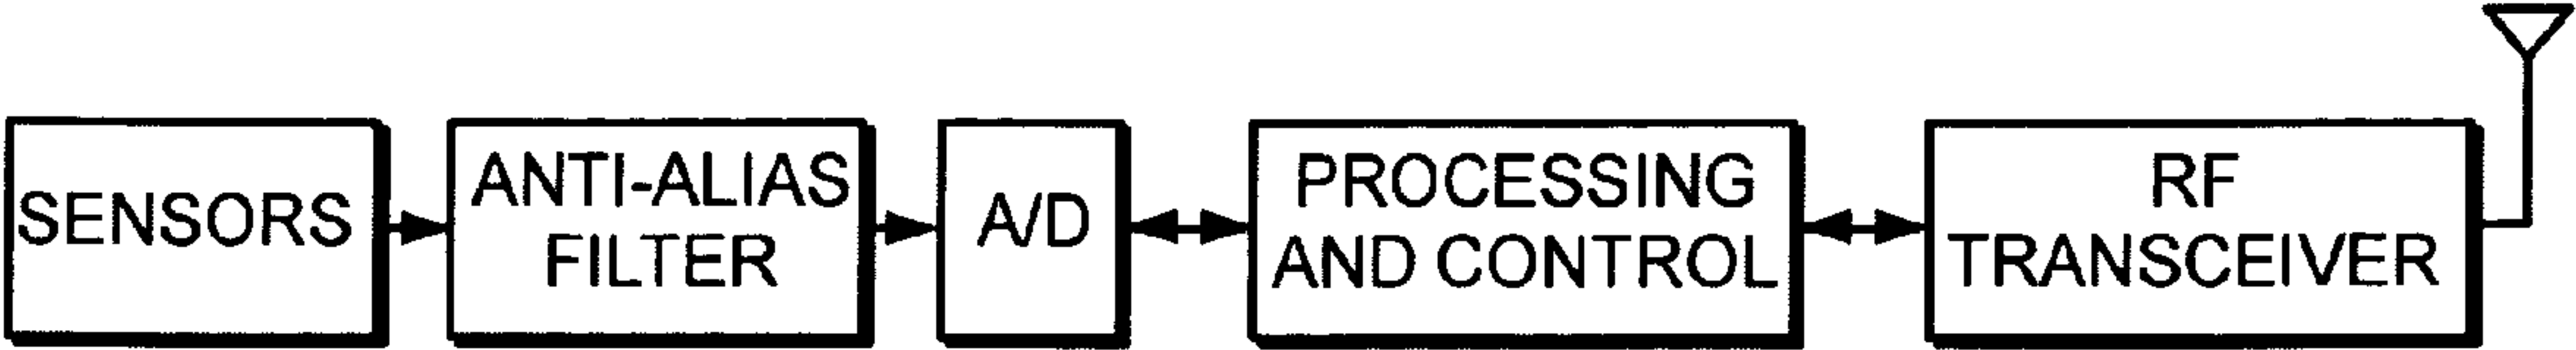 SENSORS
ANTI-ALIAS
FILTER
A/D
PROCESSING
AND CONTROL
RF
TRANSCEIVER